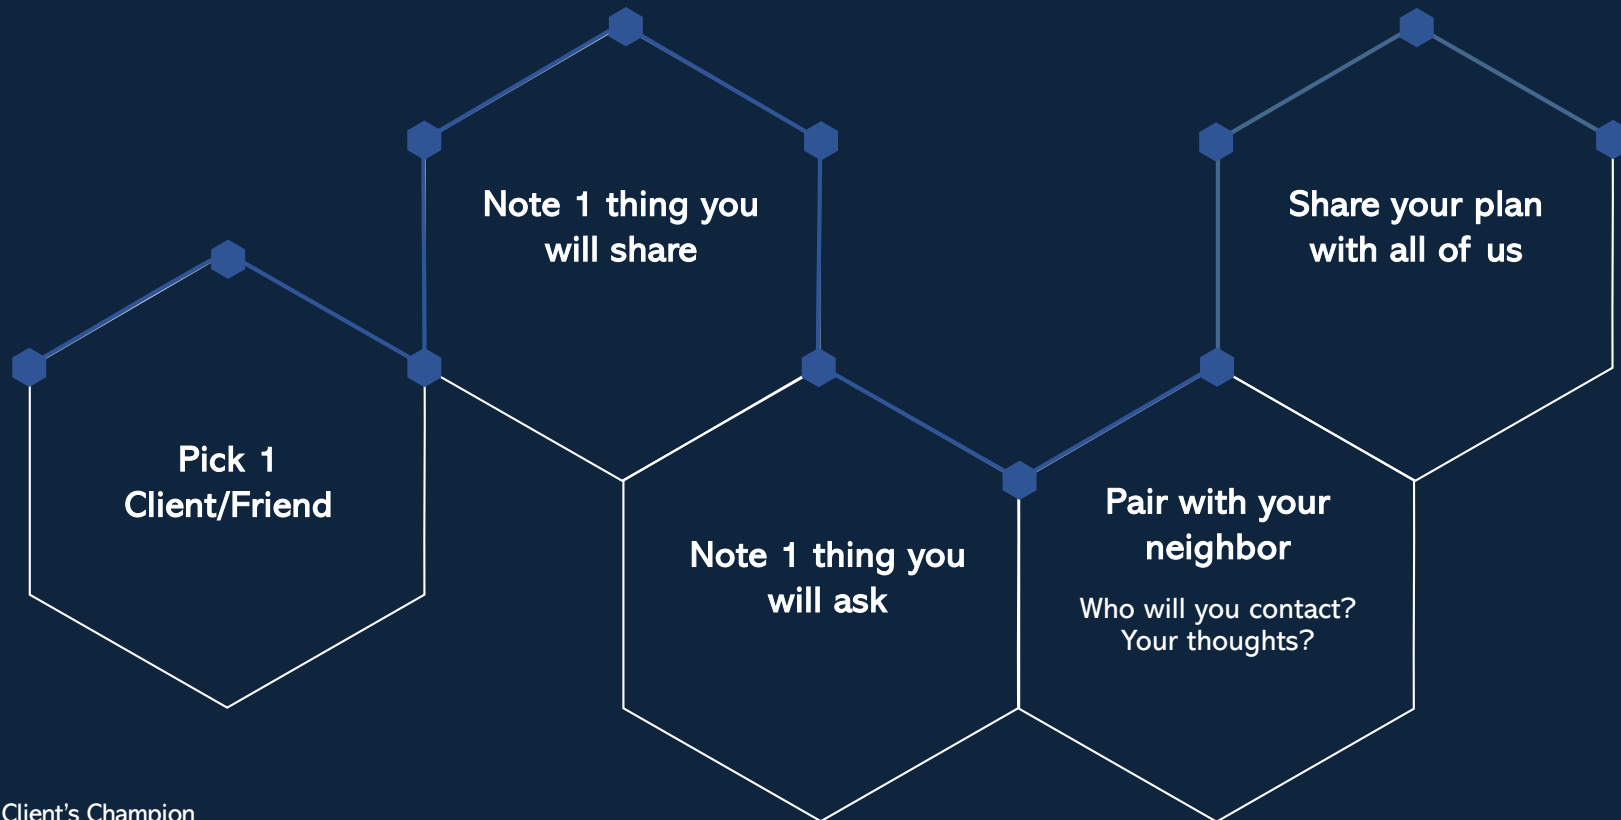 Pick 1
Client/Friend
Note 1 thing you
will share
Note 1 thing you
will ask
Pair with your
neighbor
Who will you contact?
Your thoughts?
Share your plan
with all of us
Client's Champion